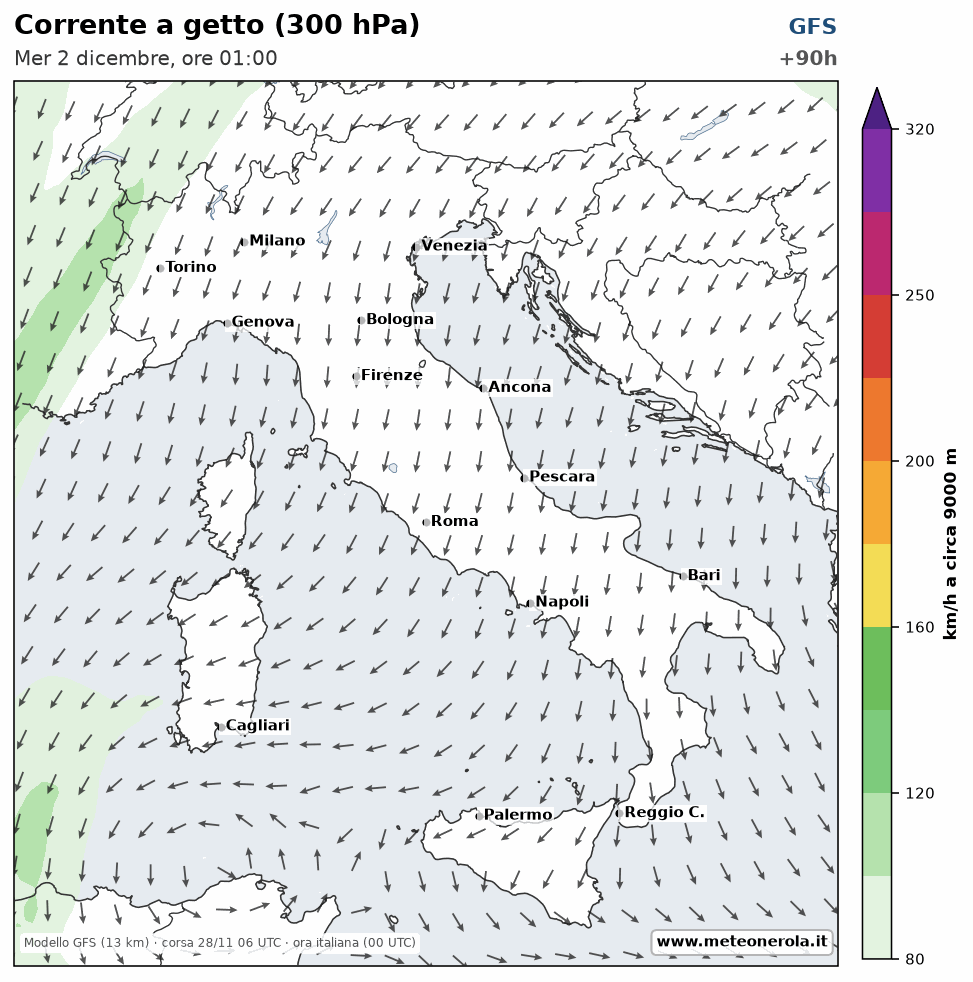 Corrente a getto (300 hPa)
GFS
Mer 2 dicembre, ore 01:00
+90h
Milano
Venezia
Torino
Genova
Bologna
Firenze
Ancona
Pescara
Roma
Bari
Napoli
Cagliari
Palermo
Reggio C.
Modello GFS (13 km) · corsa 28/11 06 UTC · ora italiana (00 UTC)
www.meteonerola.it
320
250
200
160
120
80
km/h a circa 9000 m